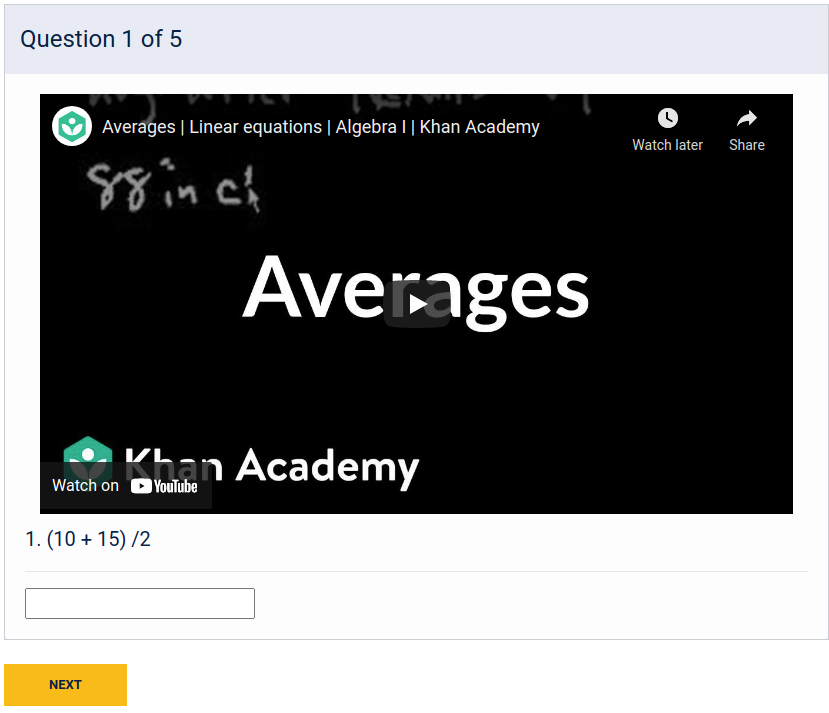 Question 1 of 5
Averages | Linear equations | Algebra I | Khan Academy
Watch later
Share
88 in ch
Averages
Khan Academy
Watch on YouTube
1. (10 + 15) /2
NEXT